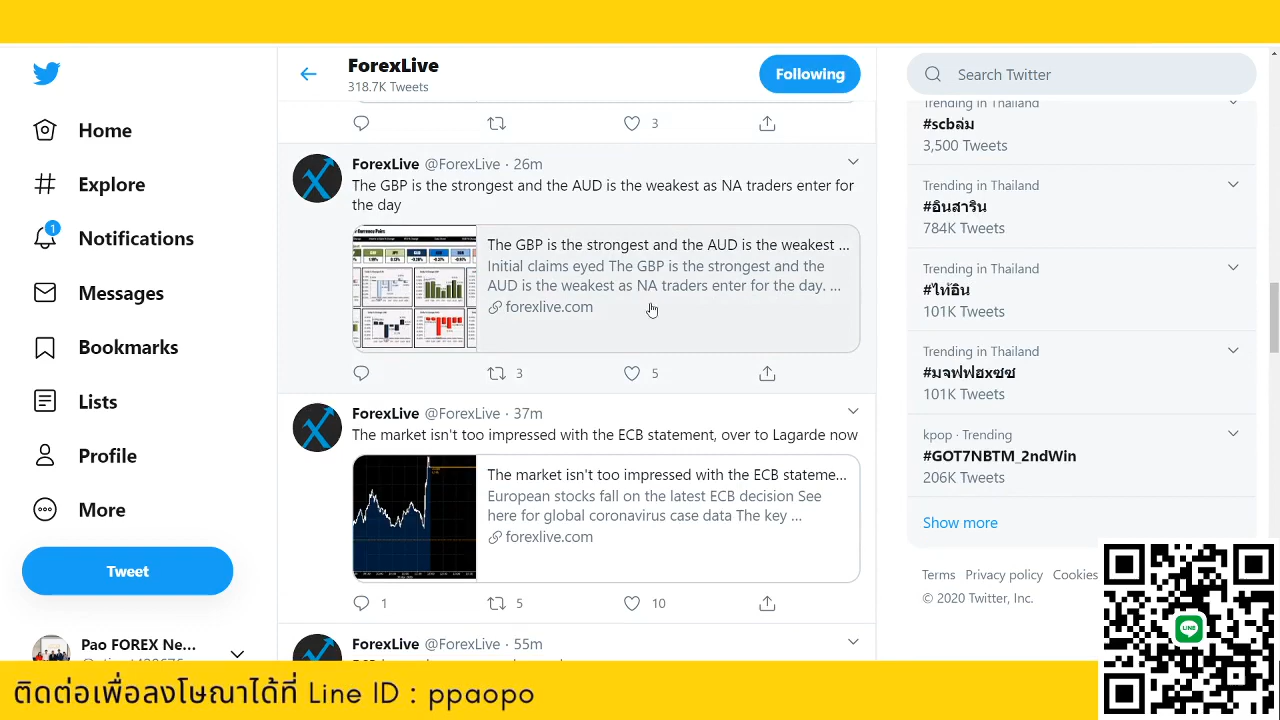 Home
Explore
1
Notifications
Messages
Bookmarks
Lists
Profile
More
Tweet
Pao FOREX Ne...
ForexLive
318.7K Tweets
Following
3
ForexLive @ForexLive · 26m
The GBP is the strongest and the AUD is the weakest as NA traders enter for
the day
The GBP is the strongest and the AUD is the weakest ...
Initial claims eyed The GBP is the strongest and the
AUD is the weakest as NA traders enter for the day. ...
forexlive.com
3
5
ForexLive @ForexLive · 37m
The market isn't too impressed with the ECB statement, over to Lagarde now
The market isn't too impressed with the ECB stateme...
European stocks fall on the latest ECB decision See
here for global coronavirus case data The key ...
forexlive.com
1
5
10
ForexLive @ForexLive · 55m
Search Twitter
Trending in Thailand
#scbล่ม
3,500 Tweets
Trending in Thailand
#อินสาริน
784K Tweets
Trending in Thailand
#ไท้อิน
101K Tweets
Trending in Thailand
#มจฟฟฮxซซ
101K Tweets
kpop · Trending
#GOT7NBTM_2ndWin
206K Tweets
Show more
Terms Privacy policy Cookies
© 2020 Twitter, Inc.
LINE
ติดต่อเพื่อลงโษณาได้ที่ Line ID : ppaopo